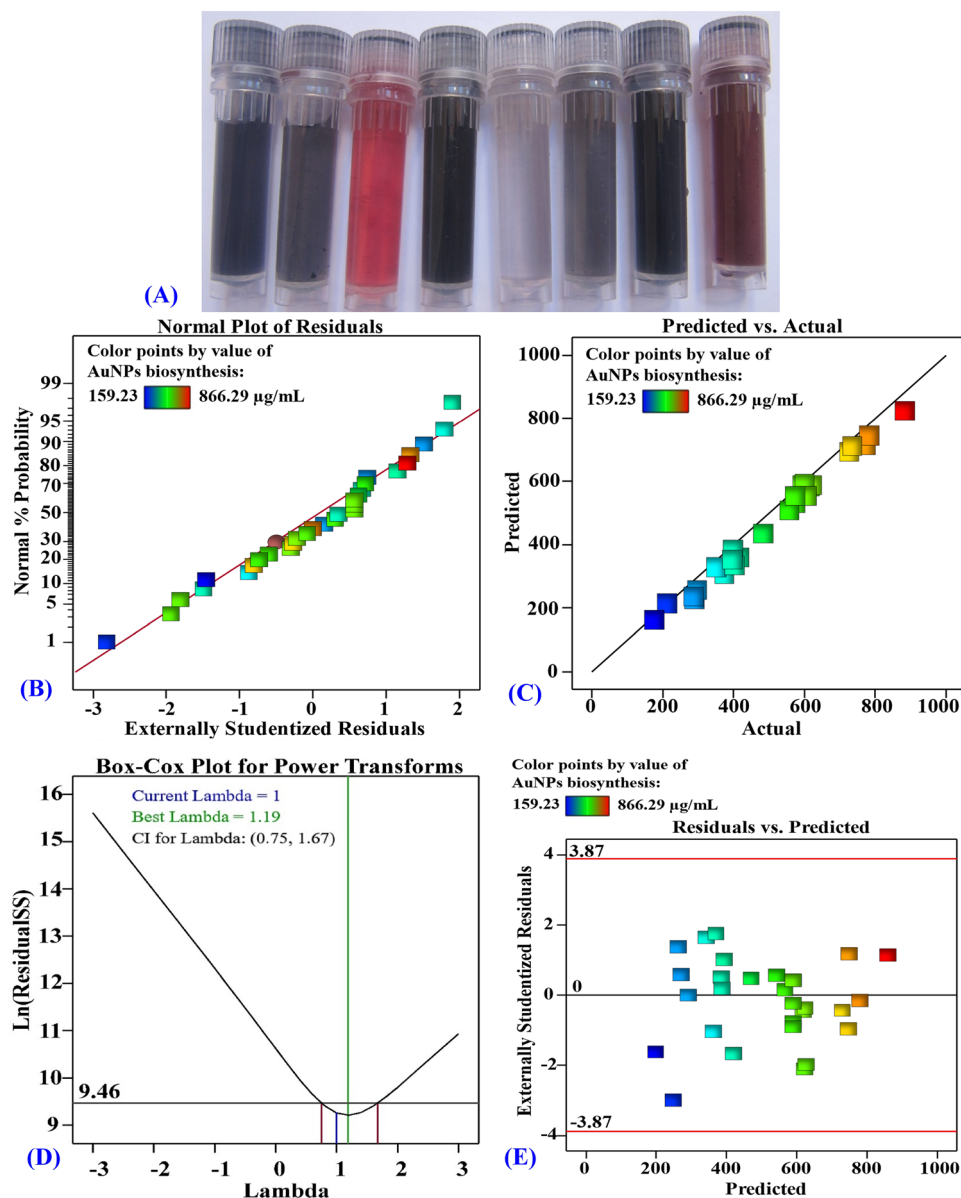 (A)
Normal Plot of Residuals
Color points by value of
AuNPs biosynthesis:
159.23 866.29 µg/mL
99
95
90
80
70
50
30
20
10
5
1
Normal % Probability
-3 -2 -1 0 1 2
Externally Studentized Residuals
(B)
Predicted vs. Actual
Color points by value of
AuNPs biosynthesis:
159.23 866.29 µg/mL
1000
800
600
400
200
0
Predicted
0 200 400 600 800 1000
Actual
(C)
Box-Cox Plot for Power Transforms
Current Lambda = 1
Best Lambda = 1.19
CI for Lambda: (0.75, 1.67)
16
15
14
13
12
11
10
9
9.46
Ln(ResidualSS)
-3 -2 -1 0 1 2 3
Lambda
(D)
Color points by value of
AuNPs biosynthesis:
159.23 866.29 µg/mL
Residuals vs. Predicted
4
2
0
-2
-4
3.87
0
-3.87
Externally Studentized Residuals
0 200 400 600 800 1000
Predicted
(E)